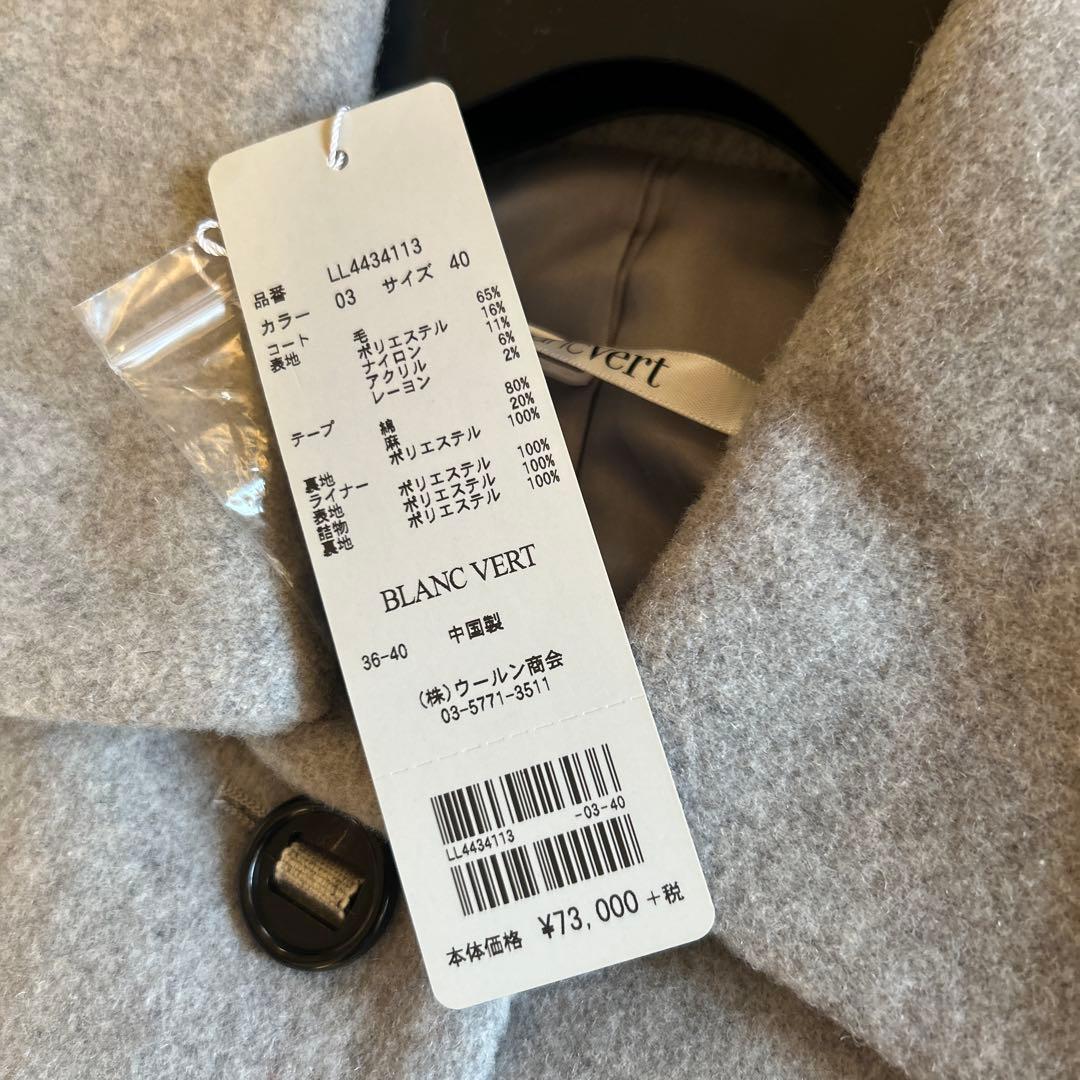 品番 LL4434113
カラー 03 サイズ 40
コート
表地 毛 65%
ポリエステル 16%
ナイロン 11%
アクリル 6%
レーヨン 2%
テープ 綿 80%
麻 20%
裏地 ポリエステル 100%
ライナー
表地 ポリエステル 100%
詰物 ポリエステル 100%
裏地 ポリエステル 100%
BLANC VERT
36-40 中国製
(株)ウールン商会
03-5771-3511
LL4434113 -03-40
本体価格 ¥73,000 +税
vert